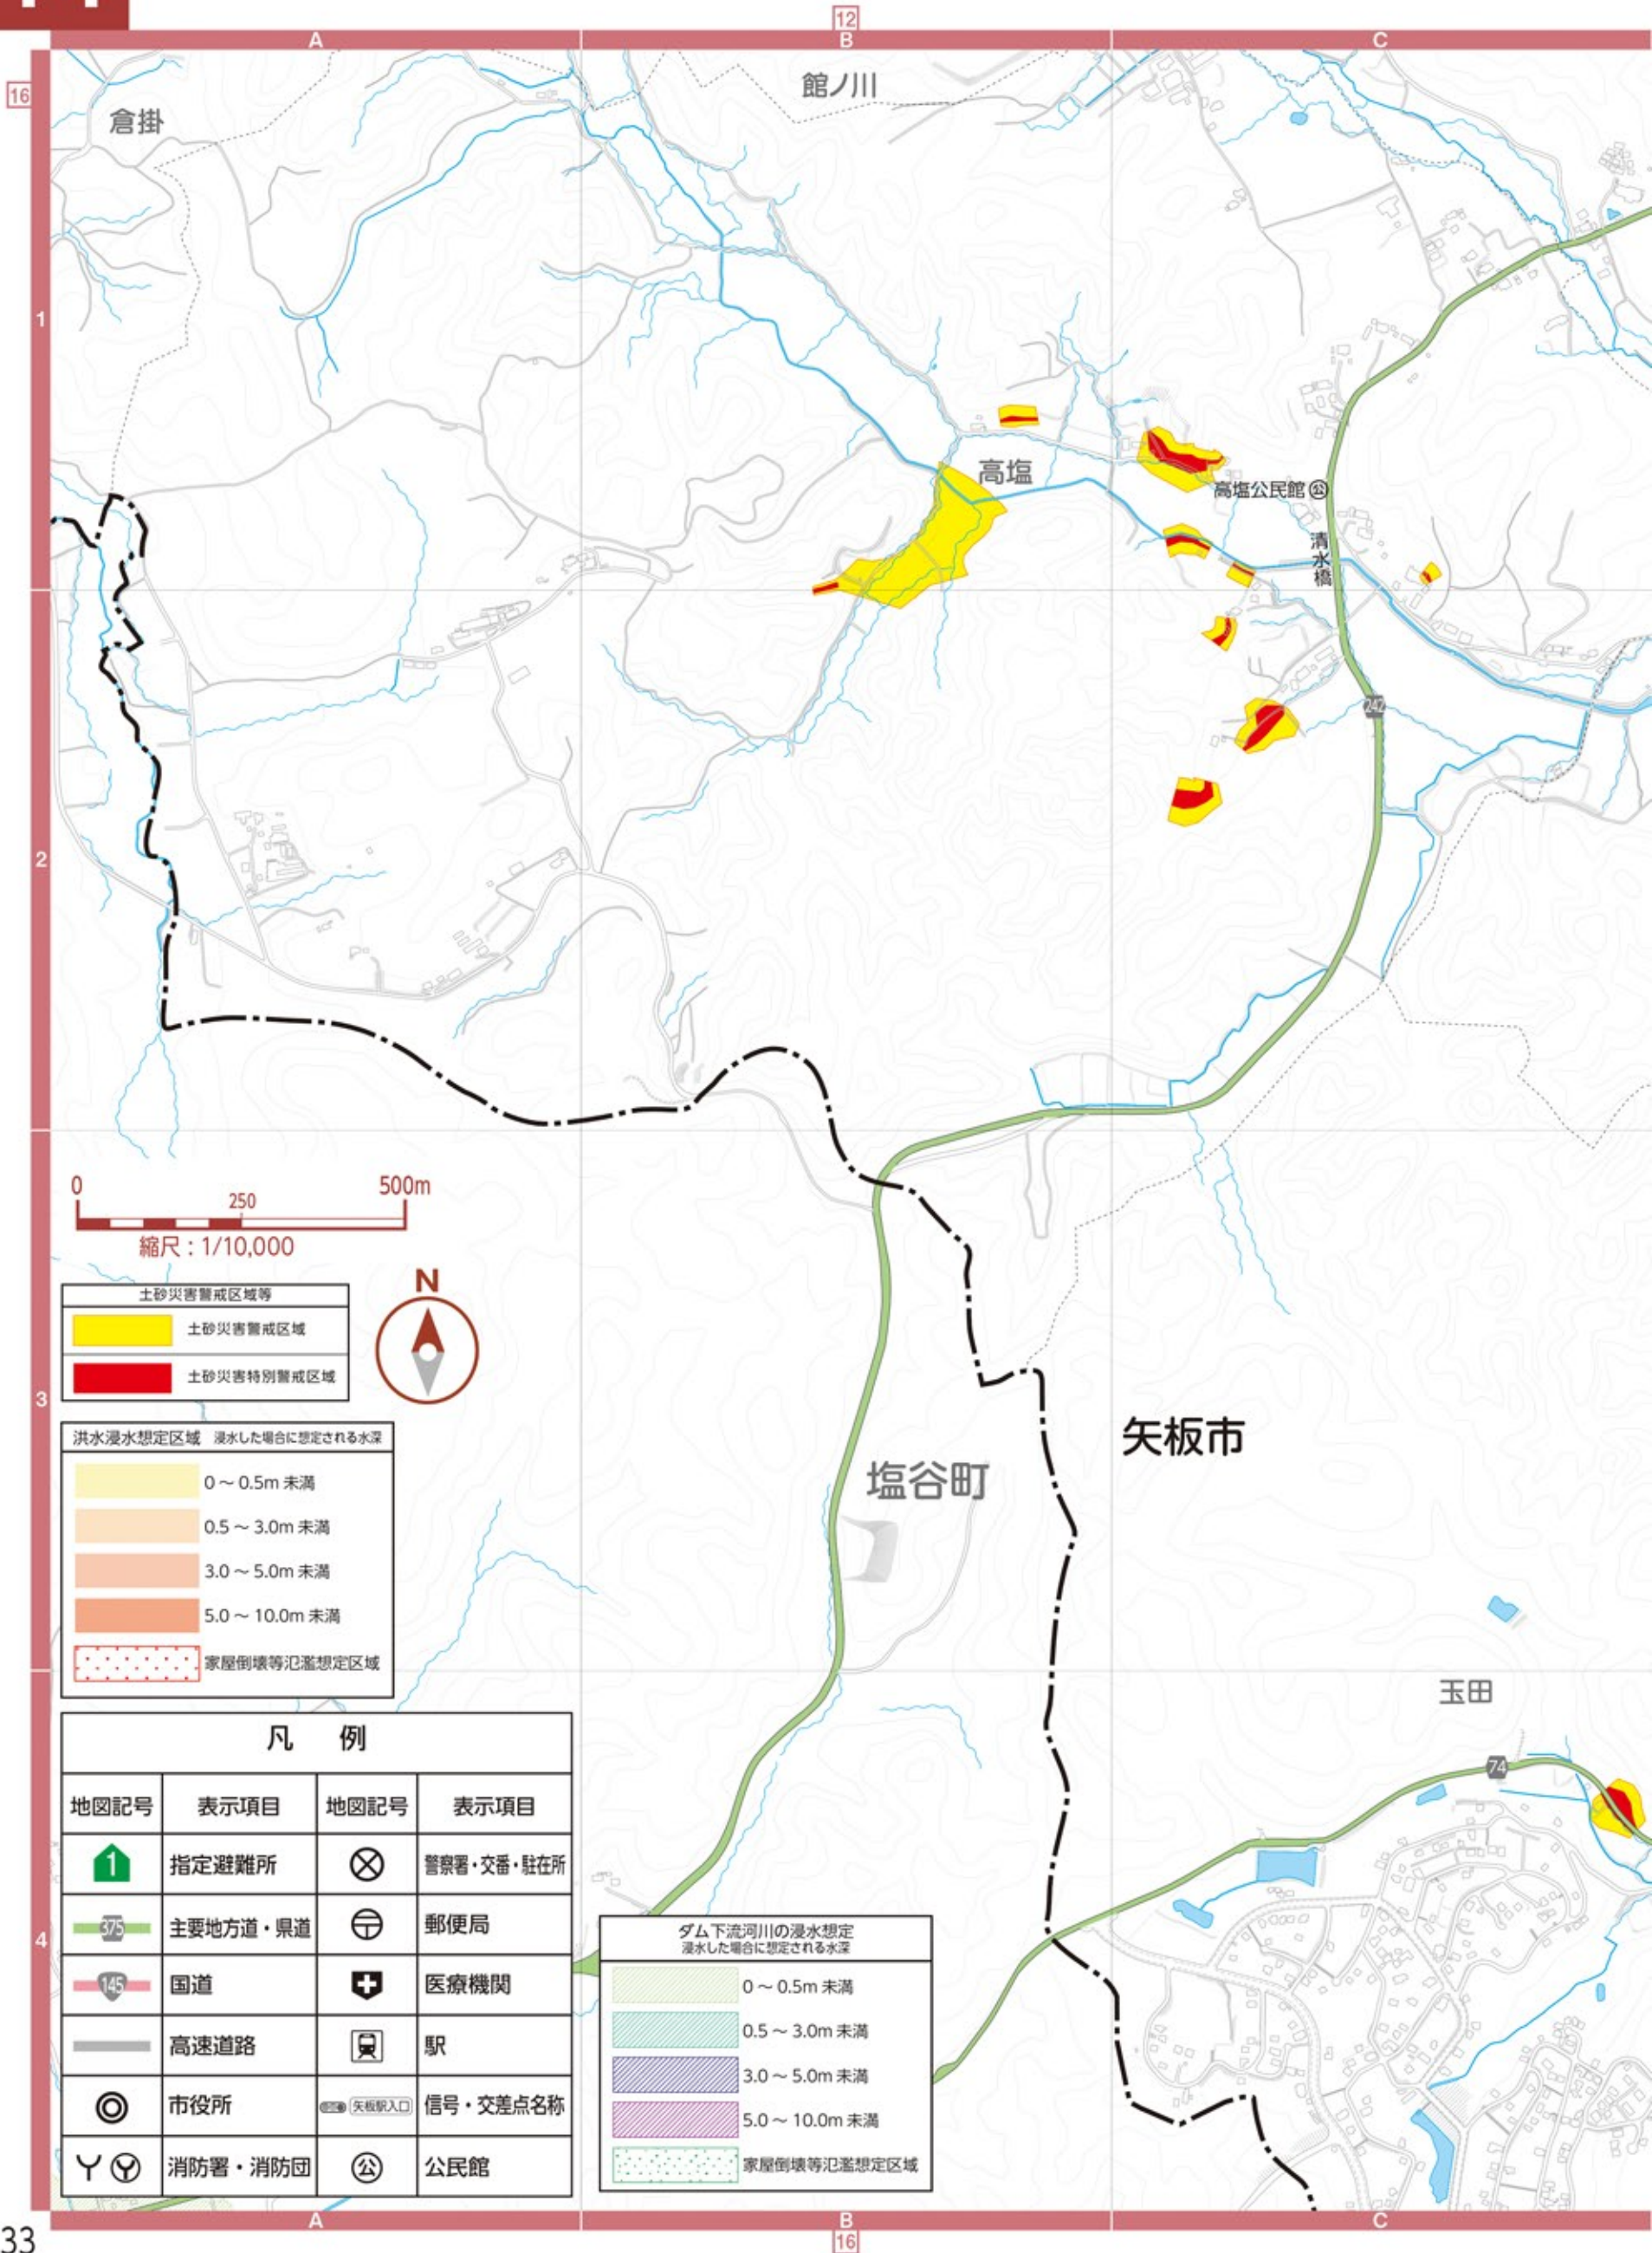 12
A
B
C
16
館ノ川
倉掛
1
高塩
高塩公民館 公
清水橋
242
2
0
250
500m
縮尺：1/10,000
N
土砂災害警戒区域等
土砂災害警戒区域
土砂災害特別警戒区域
3
洪水浸水想定区域 浸水した場合に想定される水深
0～0.5m 未満
0.5～3.0m 未満
3.0～5.0m 未満
5.0～10.0m 未満
家屋倒壊等氾濫想定区域
矢板市
塩谷町
玉田
74
凡 例
地図記号 表示項目 地図記号 表示項目
1 指定避難所 警察署・交番・駐在所
375 主要地方道・県道 郵便局
145 国道 医療機関
高速道路 駅
市役所 矢板駅入口 信号・交差点名称
消防署・消防団 公 公民館
4
ダム下流河川の浸水想定
浸水した場合に想定される水深
0～0.5m 未満
0.5～3.0m 未満
3.0～5.0m 未満
5.0～10.0m 未満
家屋倒壊等氾濫想定区域
A
B
C
33
16